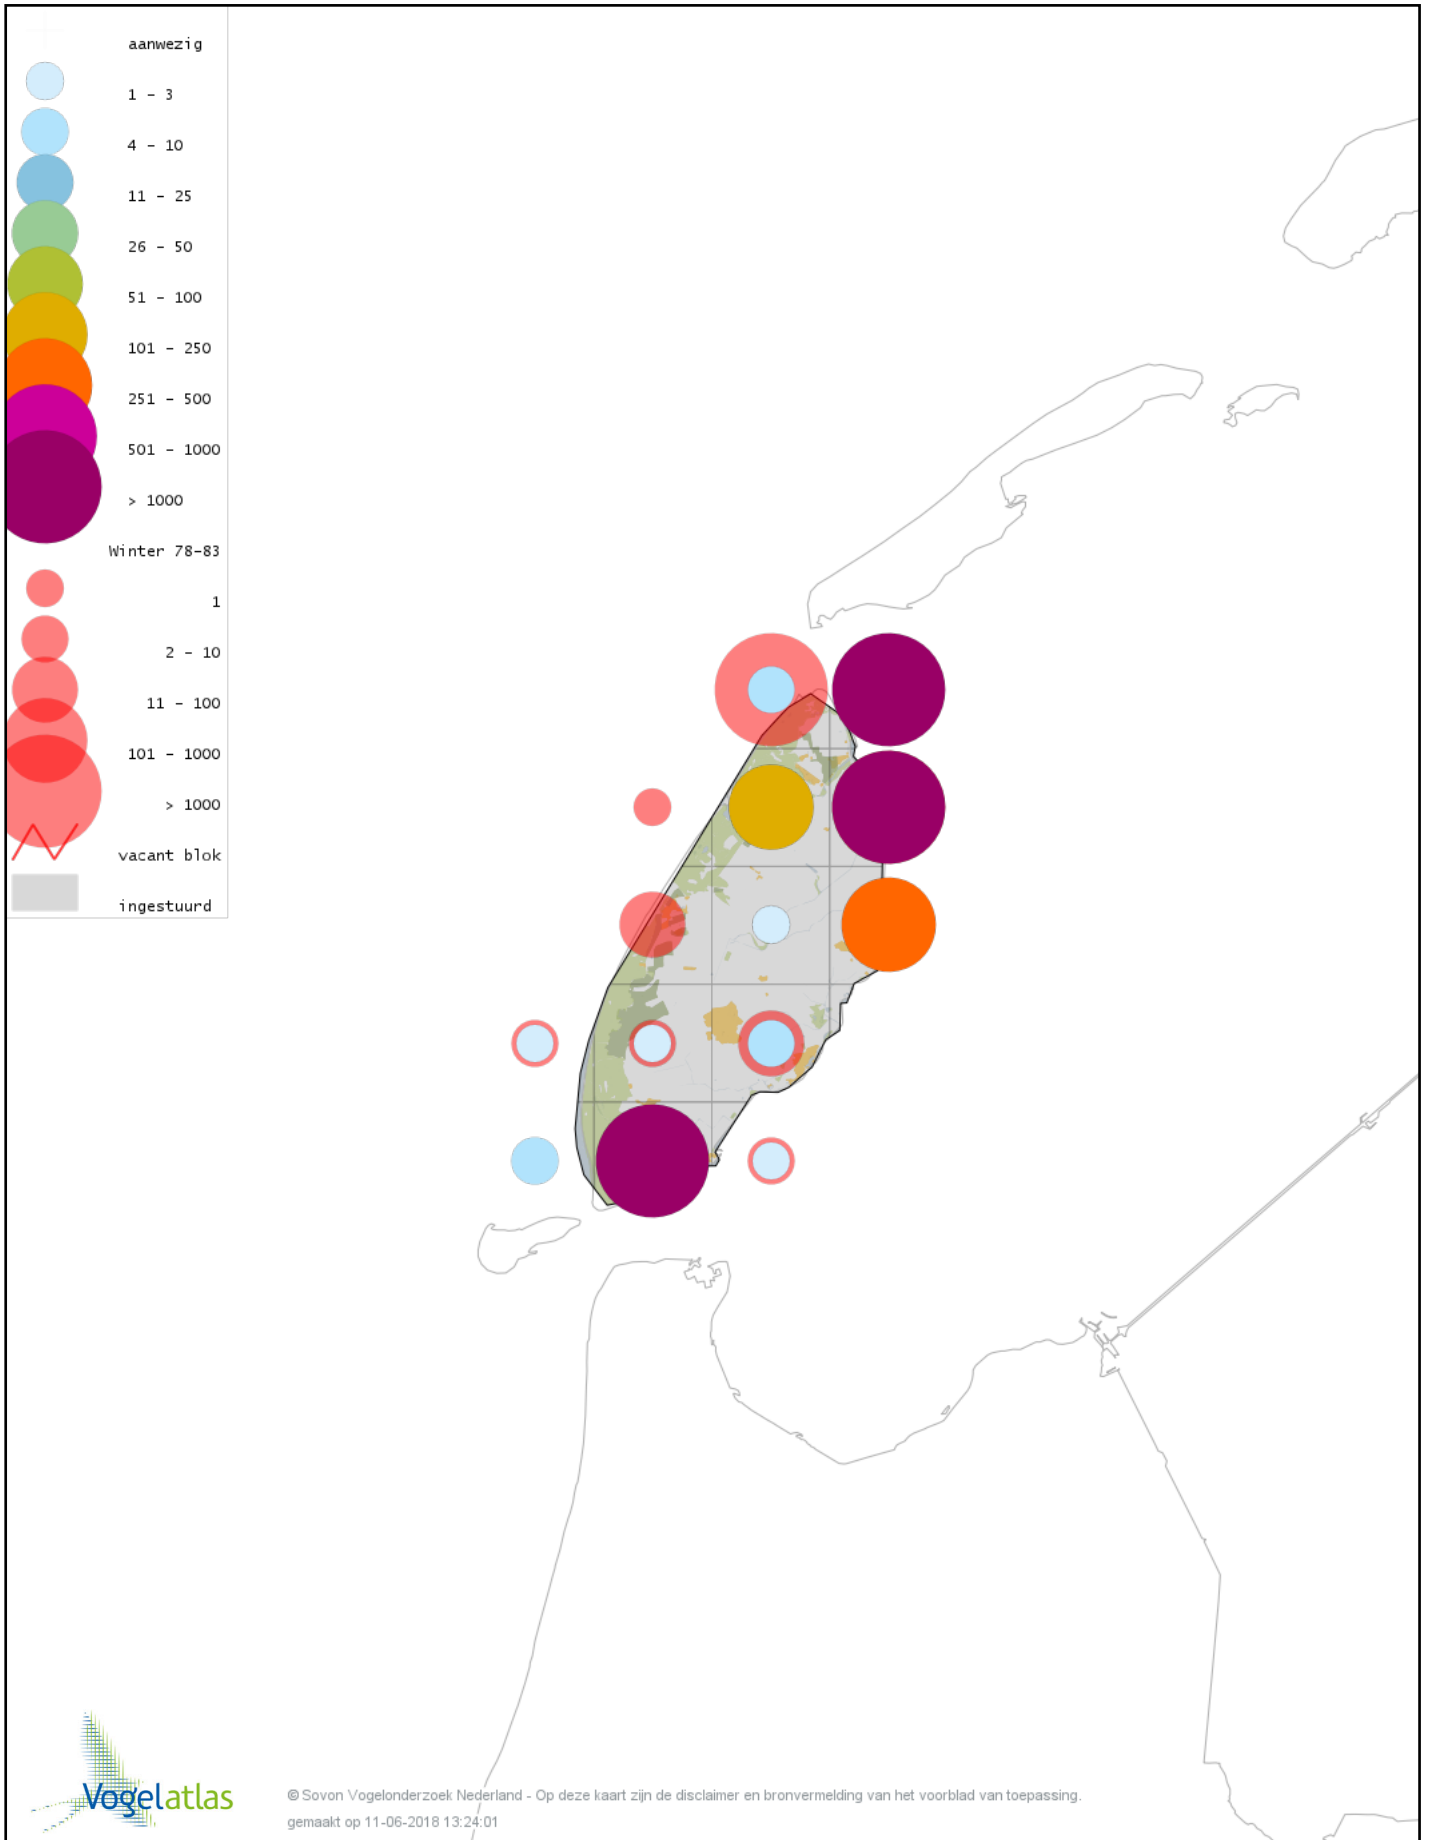 aanwezig
1 - 3
4 - 10
11 - 25
26 - 50
51 - 100
101 - 250
251 - 500
501 - 1000
> 1000
Winter 78-83
1
2 - 10
11 - 100
101 - 1000
> 1000
vacant blok
ingestuurd
Vogelatlas
© Sovon Vogelonderzoek Nederland - Op deze kaart zijn de disclaimer en bronvermelding van het voorblad van toepassing.
gemaakt op 11-06-2018 13:24:01